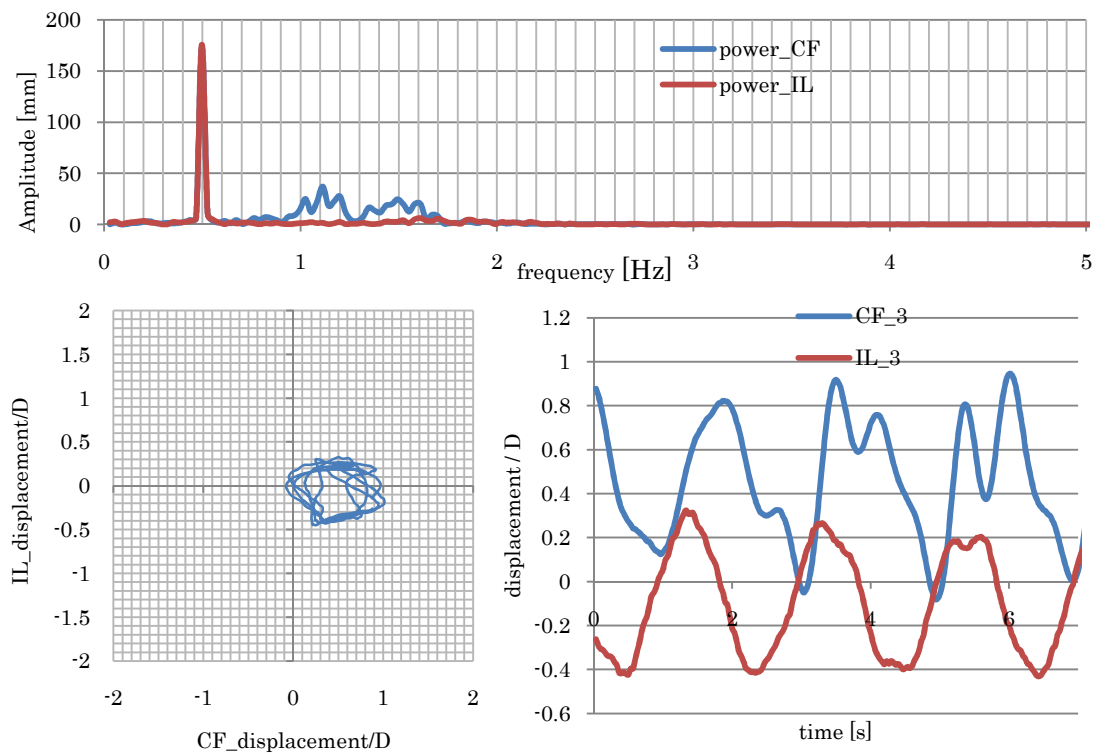 200
150
100
50
0
Amplitude [mm]
power_CF
power_IL
0 1 2 3 4 5
frequency [Hz]
2
1.5
1
0.5
0
-0.5
-1
-1.5
-2
IL_displacement/D
-2 -1 0 1 2
CF_displacement/D
1.2
1
0.8
0.6
0.4
0.2
0
-0.2
-0.4
-0.6
displacement / D
CF_3
IL_3
0 2 4 6
time [s]